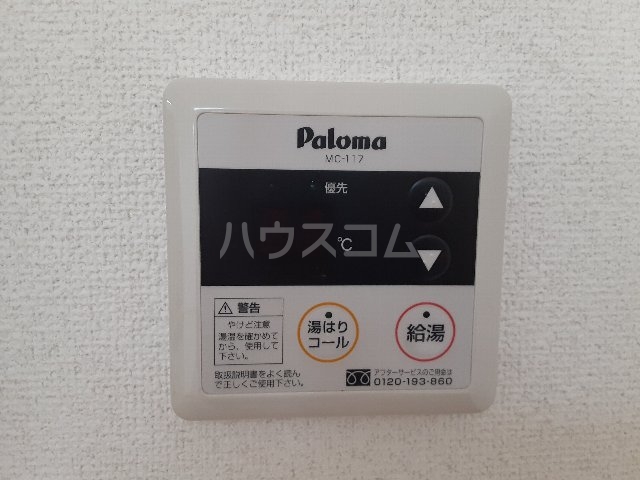 Paloma
MC-117
優先
ハウスコム
℃
警告
やけど注意
湯温を確かめて
から、使用して
下さい。
取扱説明書をよく読ん
で正しくご使用下さい。
湯はり
コール
給湯
アフターサービスのご用命は
0120-193-860